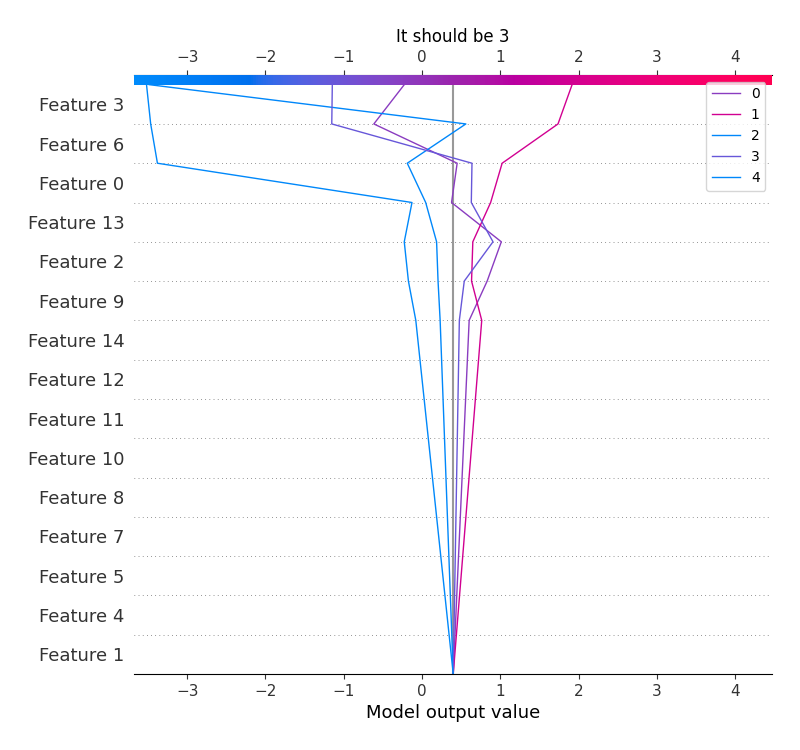 It should be 3
−3 −2 −1 0 1 2 3 4
0
1
2
3
4
Feature 3
Feature 6
Feature 0
Feature 13
Feature 2
Feature 9
Feature 14
Feature 12
Feature 11
Feature 10
Feature 8
Feature 7
Feature 5
Feature 4
Feature 1
−3 −2 −1 0 1 2 3 4
Model output value